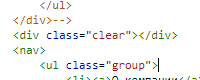 </ul>
</div>-->
<div class="clear"></div>
<nav>
<ul class="group">